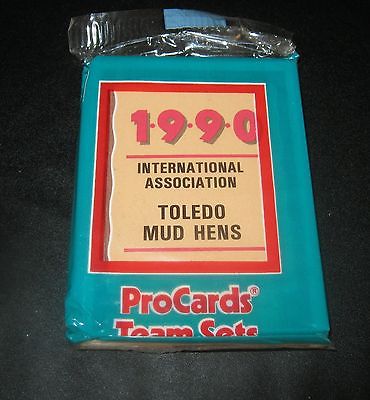 1·9·9·0
INTERNATIONAL
ASSOCIATION
TOLEDO
MUD HENS
ProCards®
Team Sets